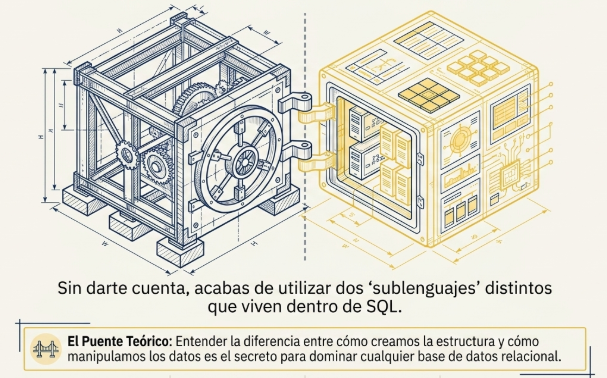 Sin darte cuenta, acabas de utilizar dos ‘sublenguajes’ distintos
que viven dentro de SQL.
El Puente Teórico: Entender la diferencia entre cómo creamos la estructura y cómo
manipulamos los datos es el secreto para dominar cualquier base de datos relacional.